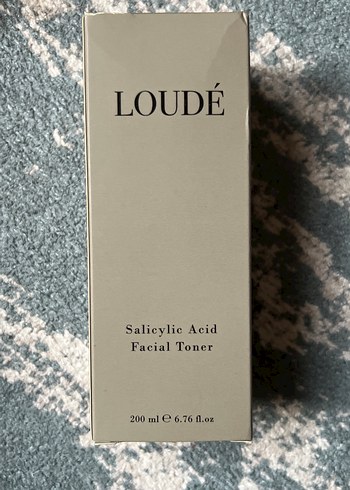 LOUDÉ
Salicylic Acid
Facial Toner
200 ml ℮ 6.76 fl.oz